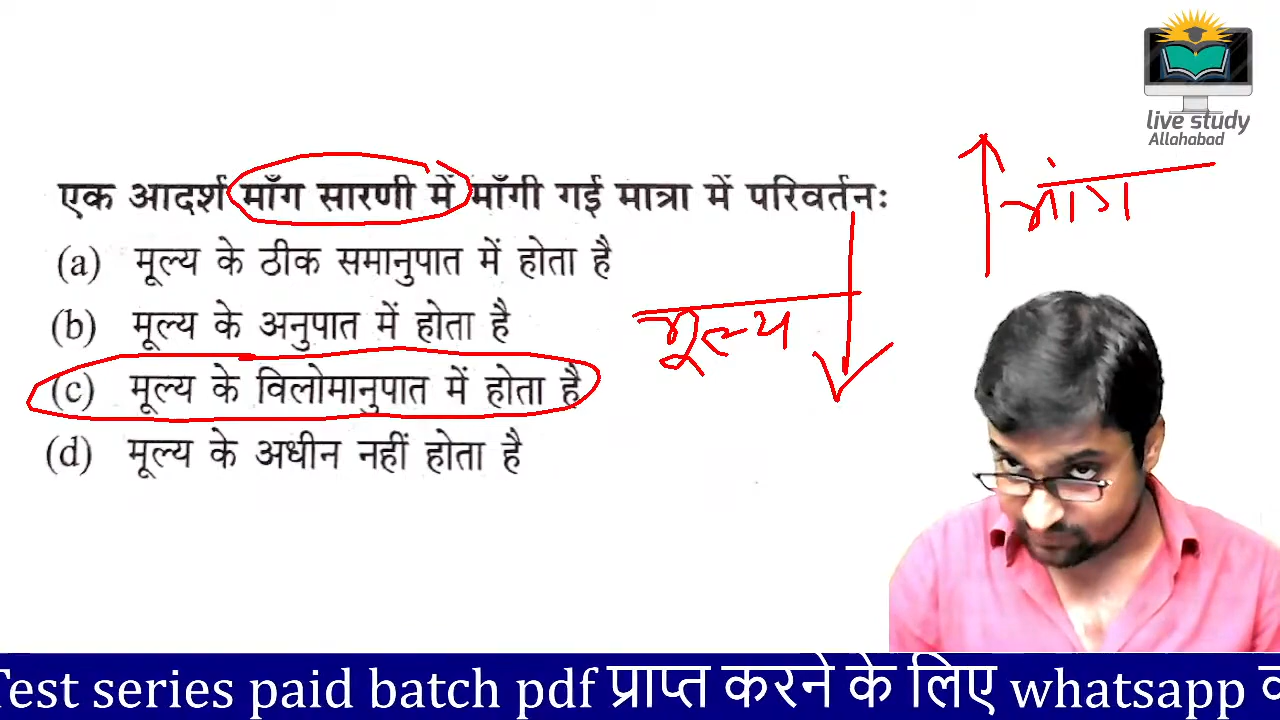 live study
Allahabad
एक आदर्श माँग सारणी में माँगी गई मात्रा में परिवर्तनः
(a) मूल्य के ठीक समानुपात में होता है
(b) मूल्य के अनुपात में होता है
(c) मूल्य के विलोमानुपात में होता है
(d) मूल्य के अधीन नहीं होता है
मांग
मूल्य
Test series paid batch pdf प्राप्त करने के लिए whatsapp